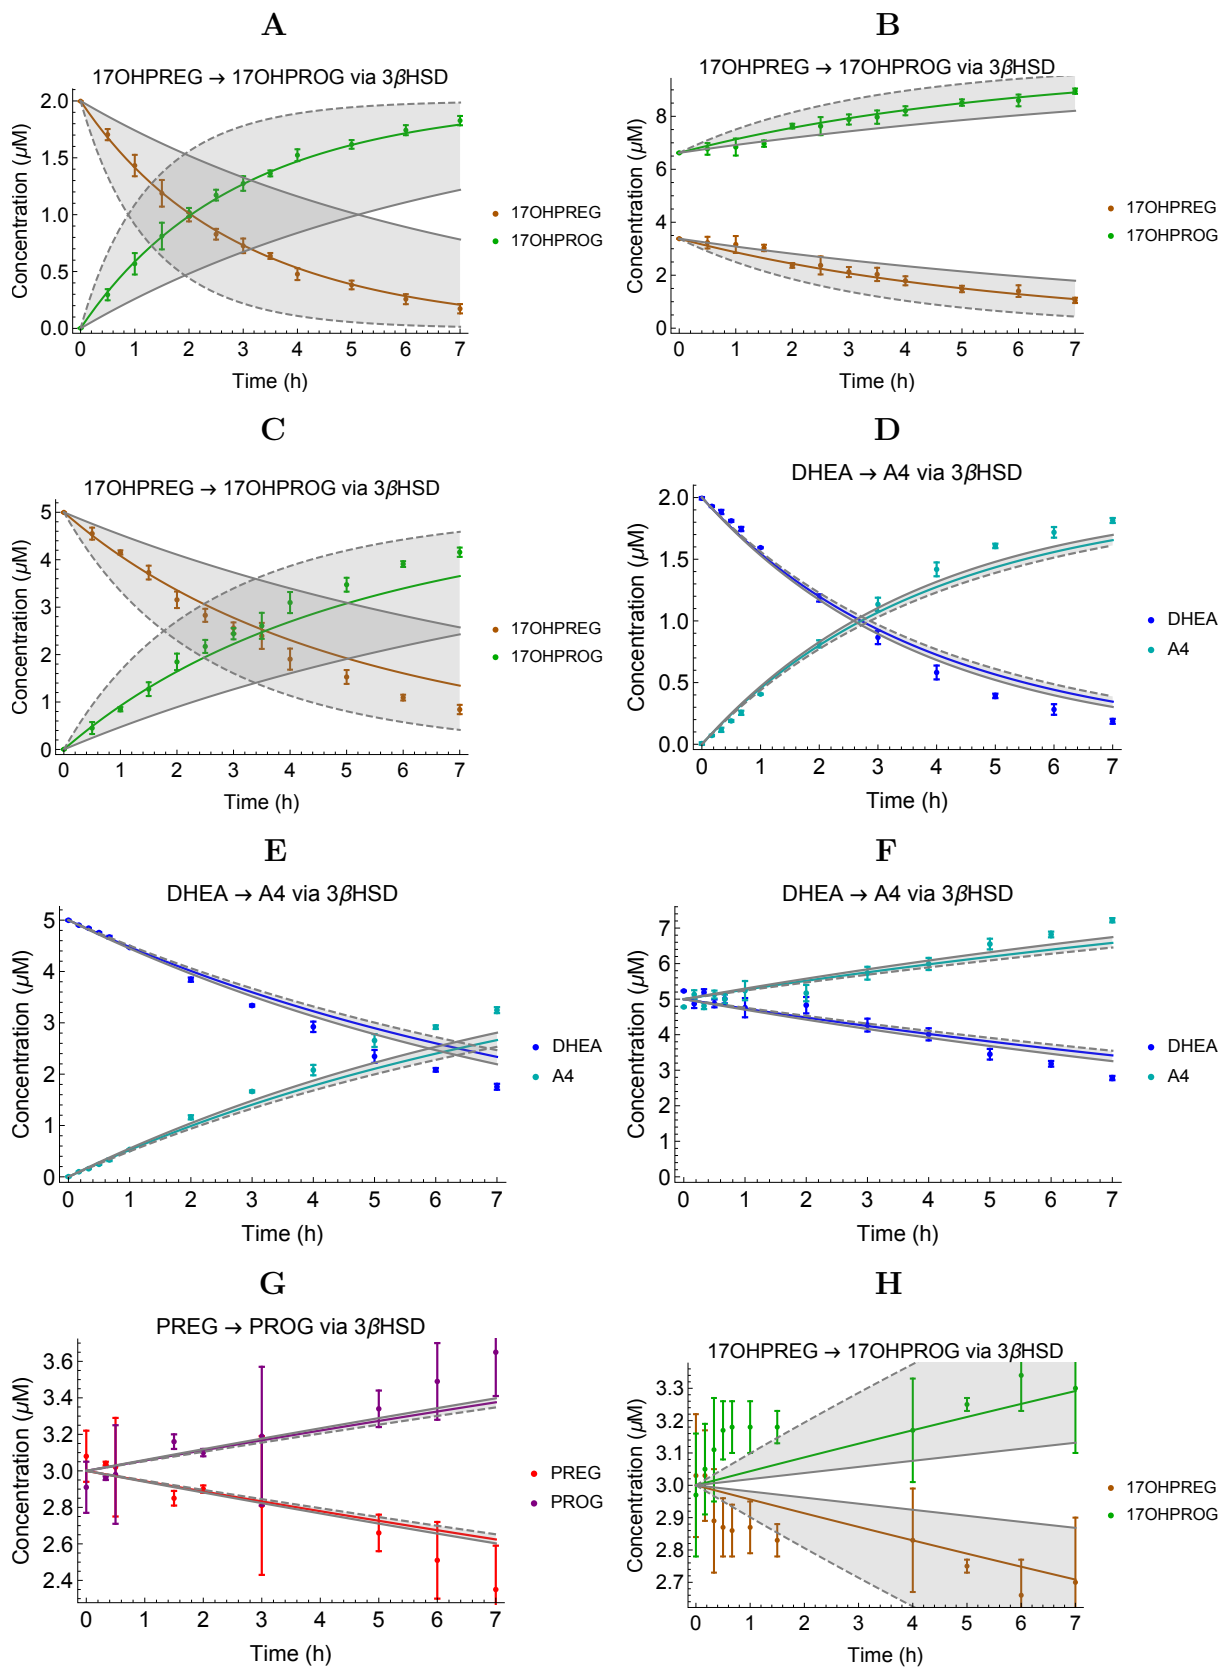 A
17OHPREG → 17OHPROG via 3βHSD
Concentration (μM)
2.0
1.5
1.0
0.5
0.0
0 1 2 3 4 5 6 7
Time (h)
17OHPREG
17OHPROG
B
17OHPREG → 17OHPROG via 3βHSD
Concentration (μM)
8
6
4
2
0
0 1 2 3 4 5 6 7
Time (h)
17OHPREG
17OHPROG
C
17OHPREG → 17OHPROG via 3βHSD
Concentration (μM)
5
4
3
2
1
0
0 1 2 3 4 5 6 7
Time (h)
17OHPREG
17OHPROG
D
DHEA → A4 via 3βHSD
Concentration (μM)
2.0
1.5
1.0
0.5
0.0
0 1 2 3 4 5 6 7
Time (h)
DHEA
A4
E
DHEA → A4 via 3βHSD
Concentration (μM)
5
4
3
2
1
0
0 1 2 3 4 5 6 7
Time (h)
DHEA
A4
F
DHEA → A4 via 3βHSD
Concentration (μM)
7
6
5
4
3
2
1
0
0 1 2 3 4 5 6 7
Time (h)
DHEA
A4
G
PREG → PROG via 3βHSD
Concentration (μM)
3.6
3.4
3.2
3.0
2.8
2.6
2.4
0 1 2 3 4 5 6 7
Time (h)
PREG
PROG
H
17OHPREG → 17OHPROG via 3βHSD
Concentration (μM)
3.3
3.2
3.1
3.0
2.9
2.8
2.7
0 1 2 3 4 5 6 7
Time (h)
17OHPREG
17OHPROG